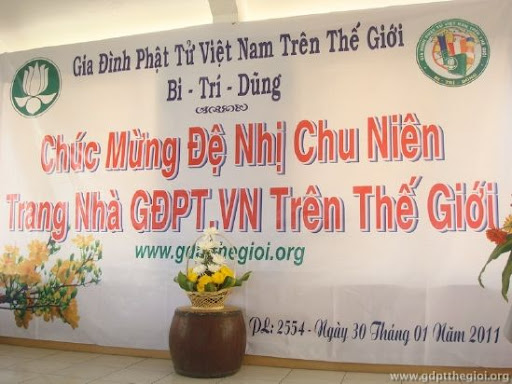 Gia Đình Phật Tử Việt Nam Trên Thế Giới
Bi - Trí - Dũng
Chúc Mừng Đệ Nhị Chu Niên
Trang Nhà GĐPT.VN Trên Thế Giới
www.gdptthegioi.org
PL: 2554 - Ngày 30 Tháng 01 Năm 2011
www.gdptthegioi.org